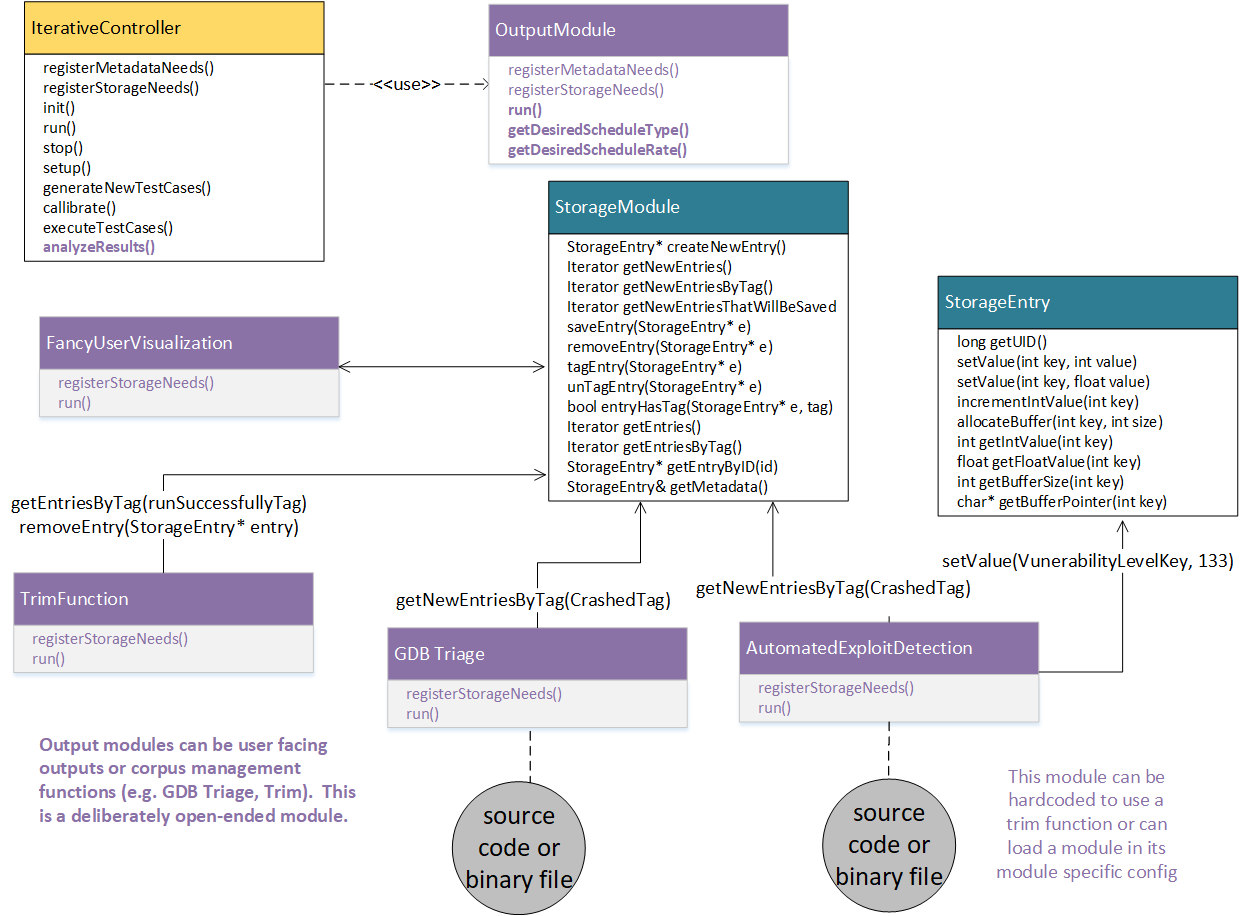 IterativeController
registerMetadataNeeds()
registerStorageNeeds()
init()
run()
stop()
setup()
generateNewTestCases()
callibrate()
executeTestCases()
analyzeResults()
<<use>>
OutputModule
registerMetadataNeeds()
registerStorageNeeds()
run()
getDesiredScheduleType()
getDesiredScheduleRate()
StorageModule
StorageEntry* createNewEntry()
Iterator getNewEntries()
Iterator getNewEntriesByTag()
Iterator getNewEntriesThatWillBeSaved
saveEntry(StorageEntry* e)
removeEntry(StorageEntry* e)
tagEntry(StorageEntry* e)
unTagEntry(StorageEntry* e)
bool entryHasTag(StorageEntry* e, tag)
Iterator getEntries()
Iterator getEntriesByTag()
StorageEntry* getEntryByID(id)
StorageEntry& getMetadata()
StorageEntry
long getUID()
setValue(int key, int value)
setValue(int key, float value)
incrementIntValue(int key)
allocateBuffer(int key, int size)
int getIntValue(int key)
float getFloatValue(int key)
int getBufferSize(int key)
char* getBufferPointer(int key)
FancyUserVisualization
registerStorageNeeds()
run()
getEntriesByTag(runSuccessfullyTag)
removeEntry(StorageEntry* entry)
TrimFunction
registerStorageNeeds()
run()
getNewEntriesByTag(CrashedTag)
GDB Triage
registerStorageNeeds()
run()
getNewEntriesByTag(CrashedTag)
setValue(VunerabilityLevelKey, 133)
AutomatedExploitDetection
registerStorageNeeds()
run()
Output modules can be user facing
outputs or corpus management
functions (e.g. GDB Triage, Trim).  This
is a deliberately open-ended module.
source
code or
binary file
source
code or
binary file
This module can be
hardcoded to use a
trim function or can
load a module in its
module specific config